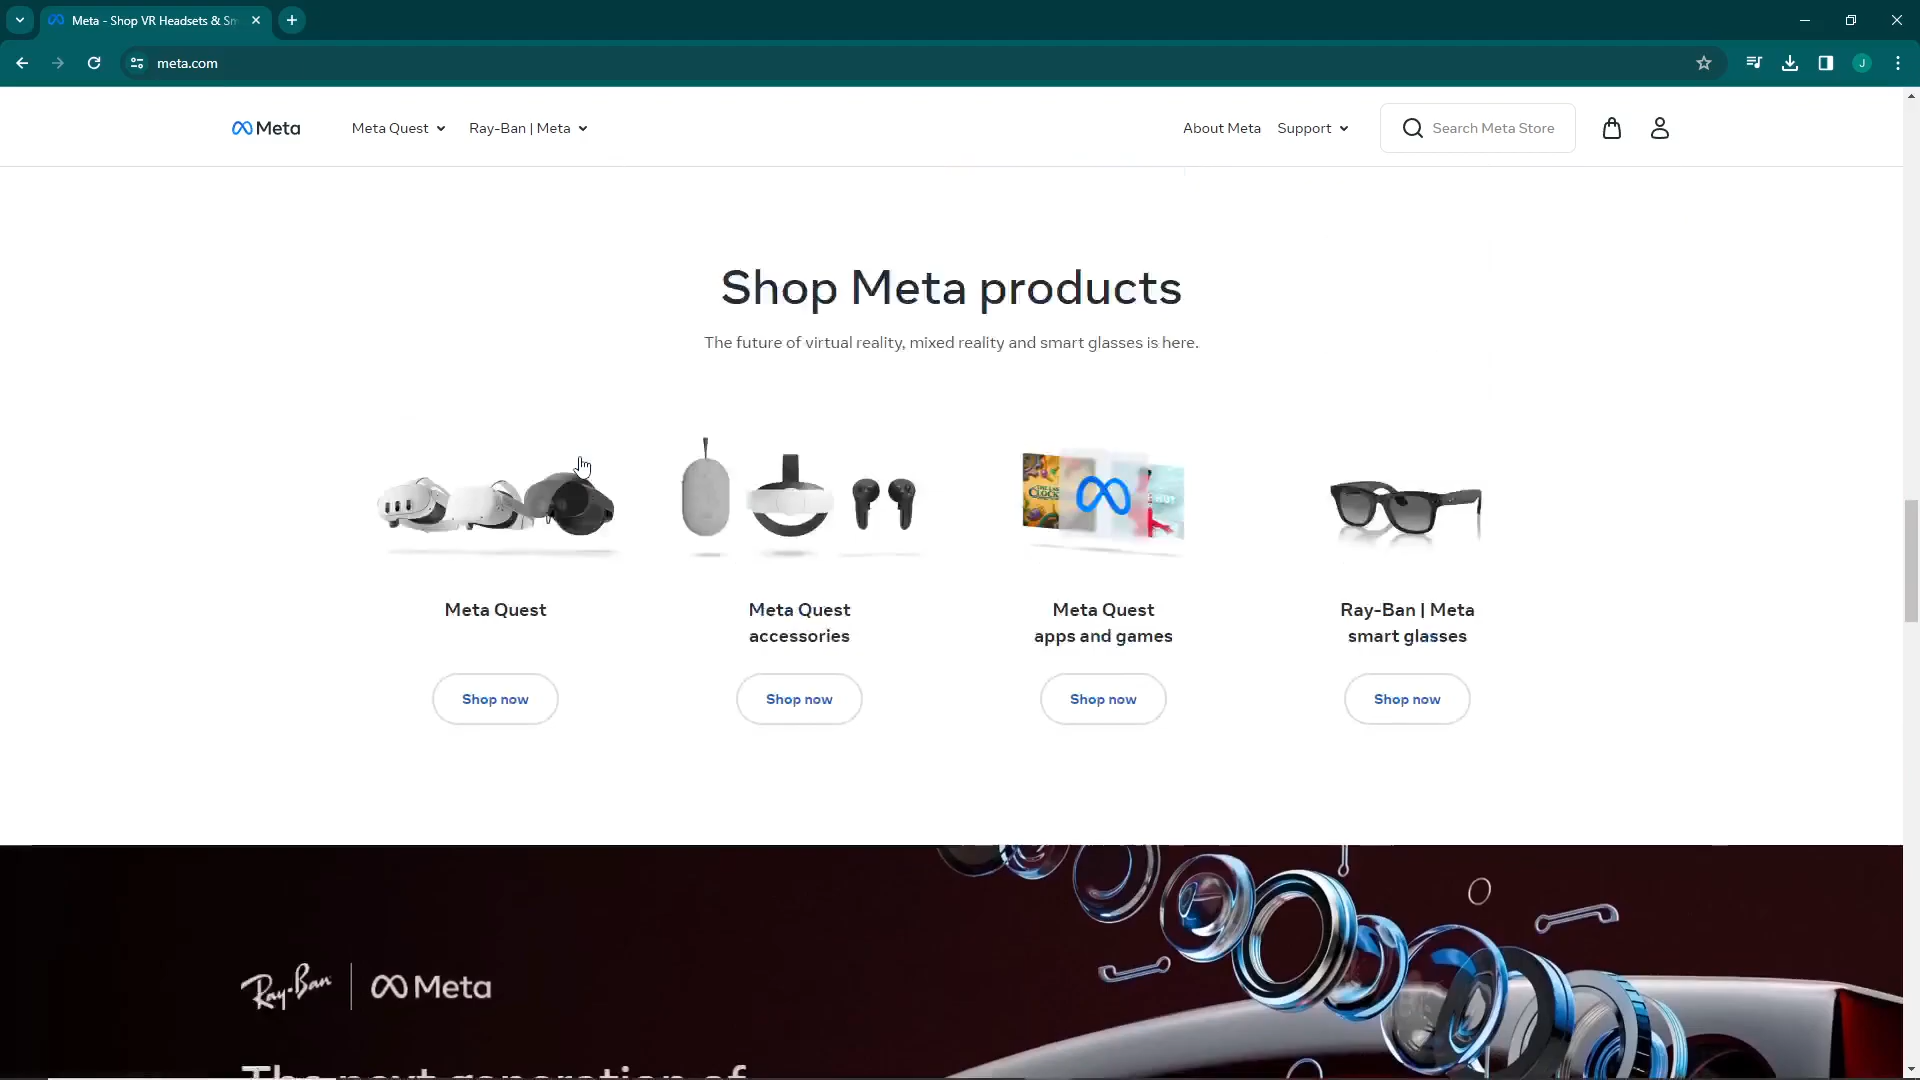 Meta - Shop VR Headsets & Sm
meta.com
J
Meta
Meta Quest
Ray-Ban | Meta
About Meta
Support
Search Meta Store
Shop Meta products
The future of virtual reality, mixed reality and smart glasses is here.
Meta Quest
Shop now
Meta Quest
accessories
Shop now
Meta Quest
apps and games
Shop now
Ray-Ban | Meta
smart glasses
Shop now
Ray-Ban | Meta
The next generation of